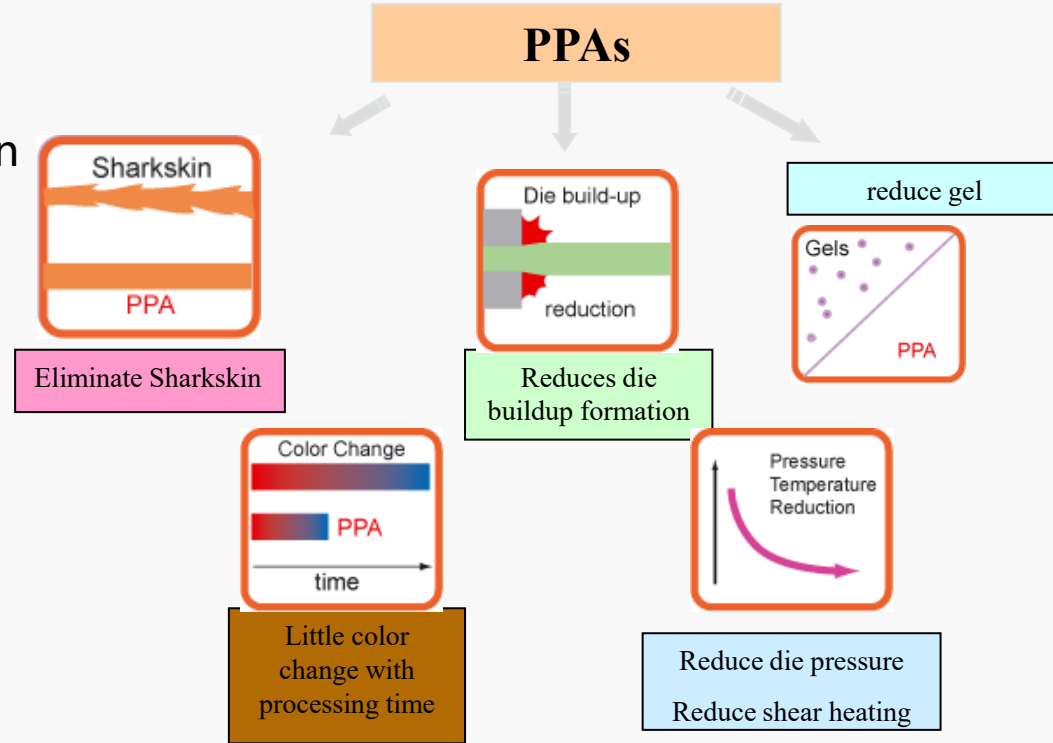 PPAs
n
Sharkskin
PPA
Eliminate Sharkskin
Die build-up
reduction
Reduces die
buildup formation
reduce gel
Gels
PPA
Color Change
PPA
time
Little color
change with
processing time
Pressure
Temperature
Reduction
Reduce die pressure
Reduce shear heating